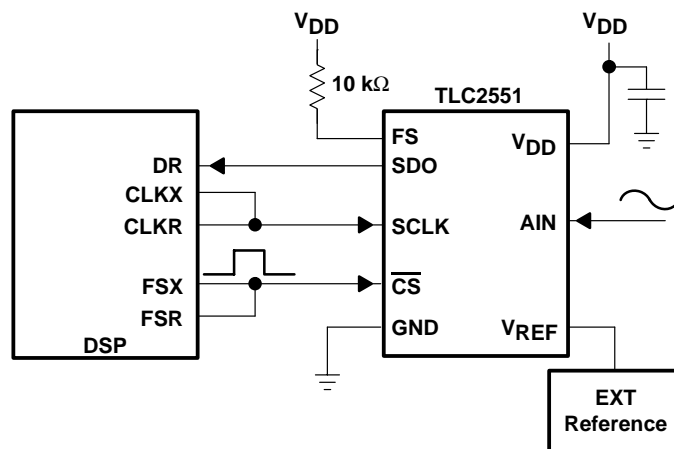 VDD
VDD
10 kΩ
TLC2551
FS
VDD
DR
SDO
CLKX
CLKR
SCLK
AIN
FSX
CS
FSR
GND
VREF
DSP
EXT
Reference